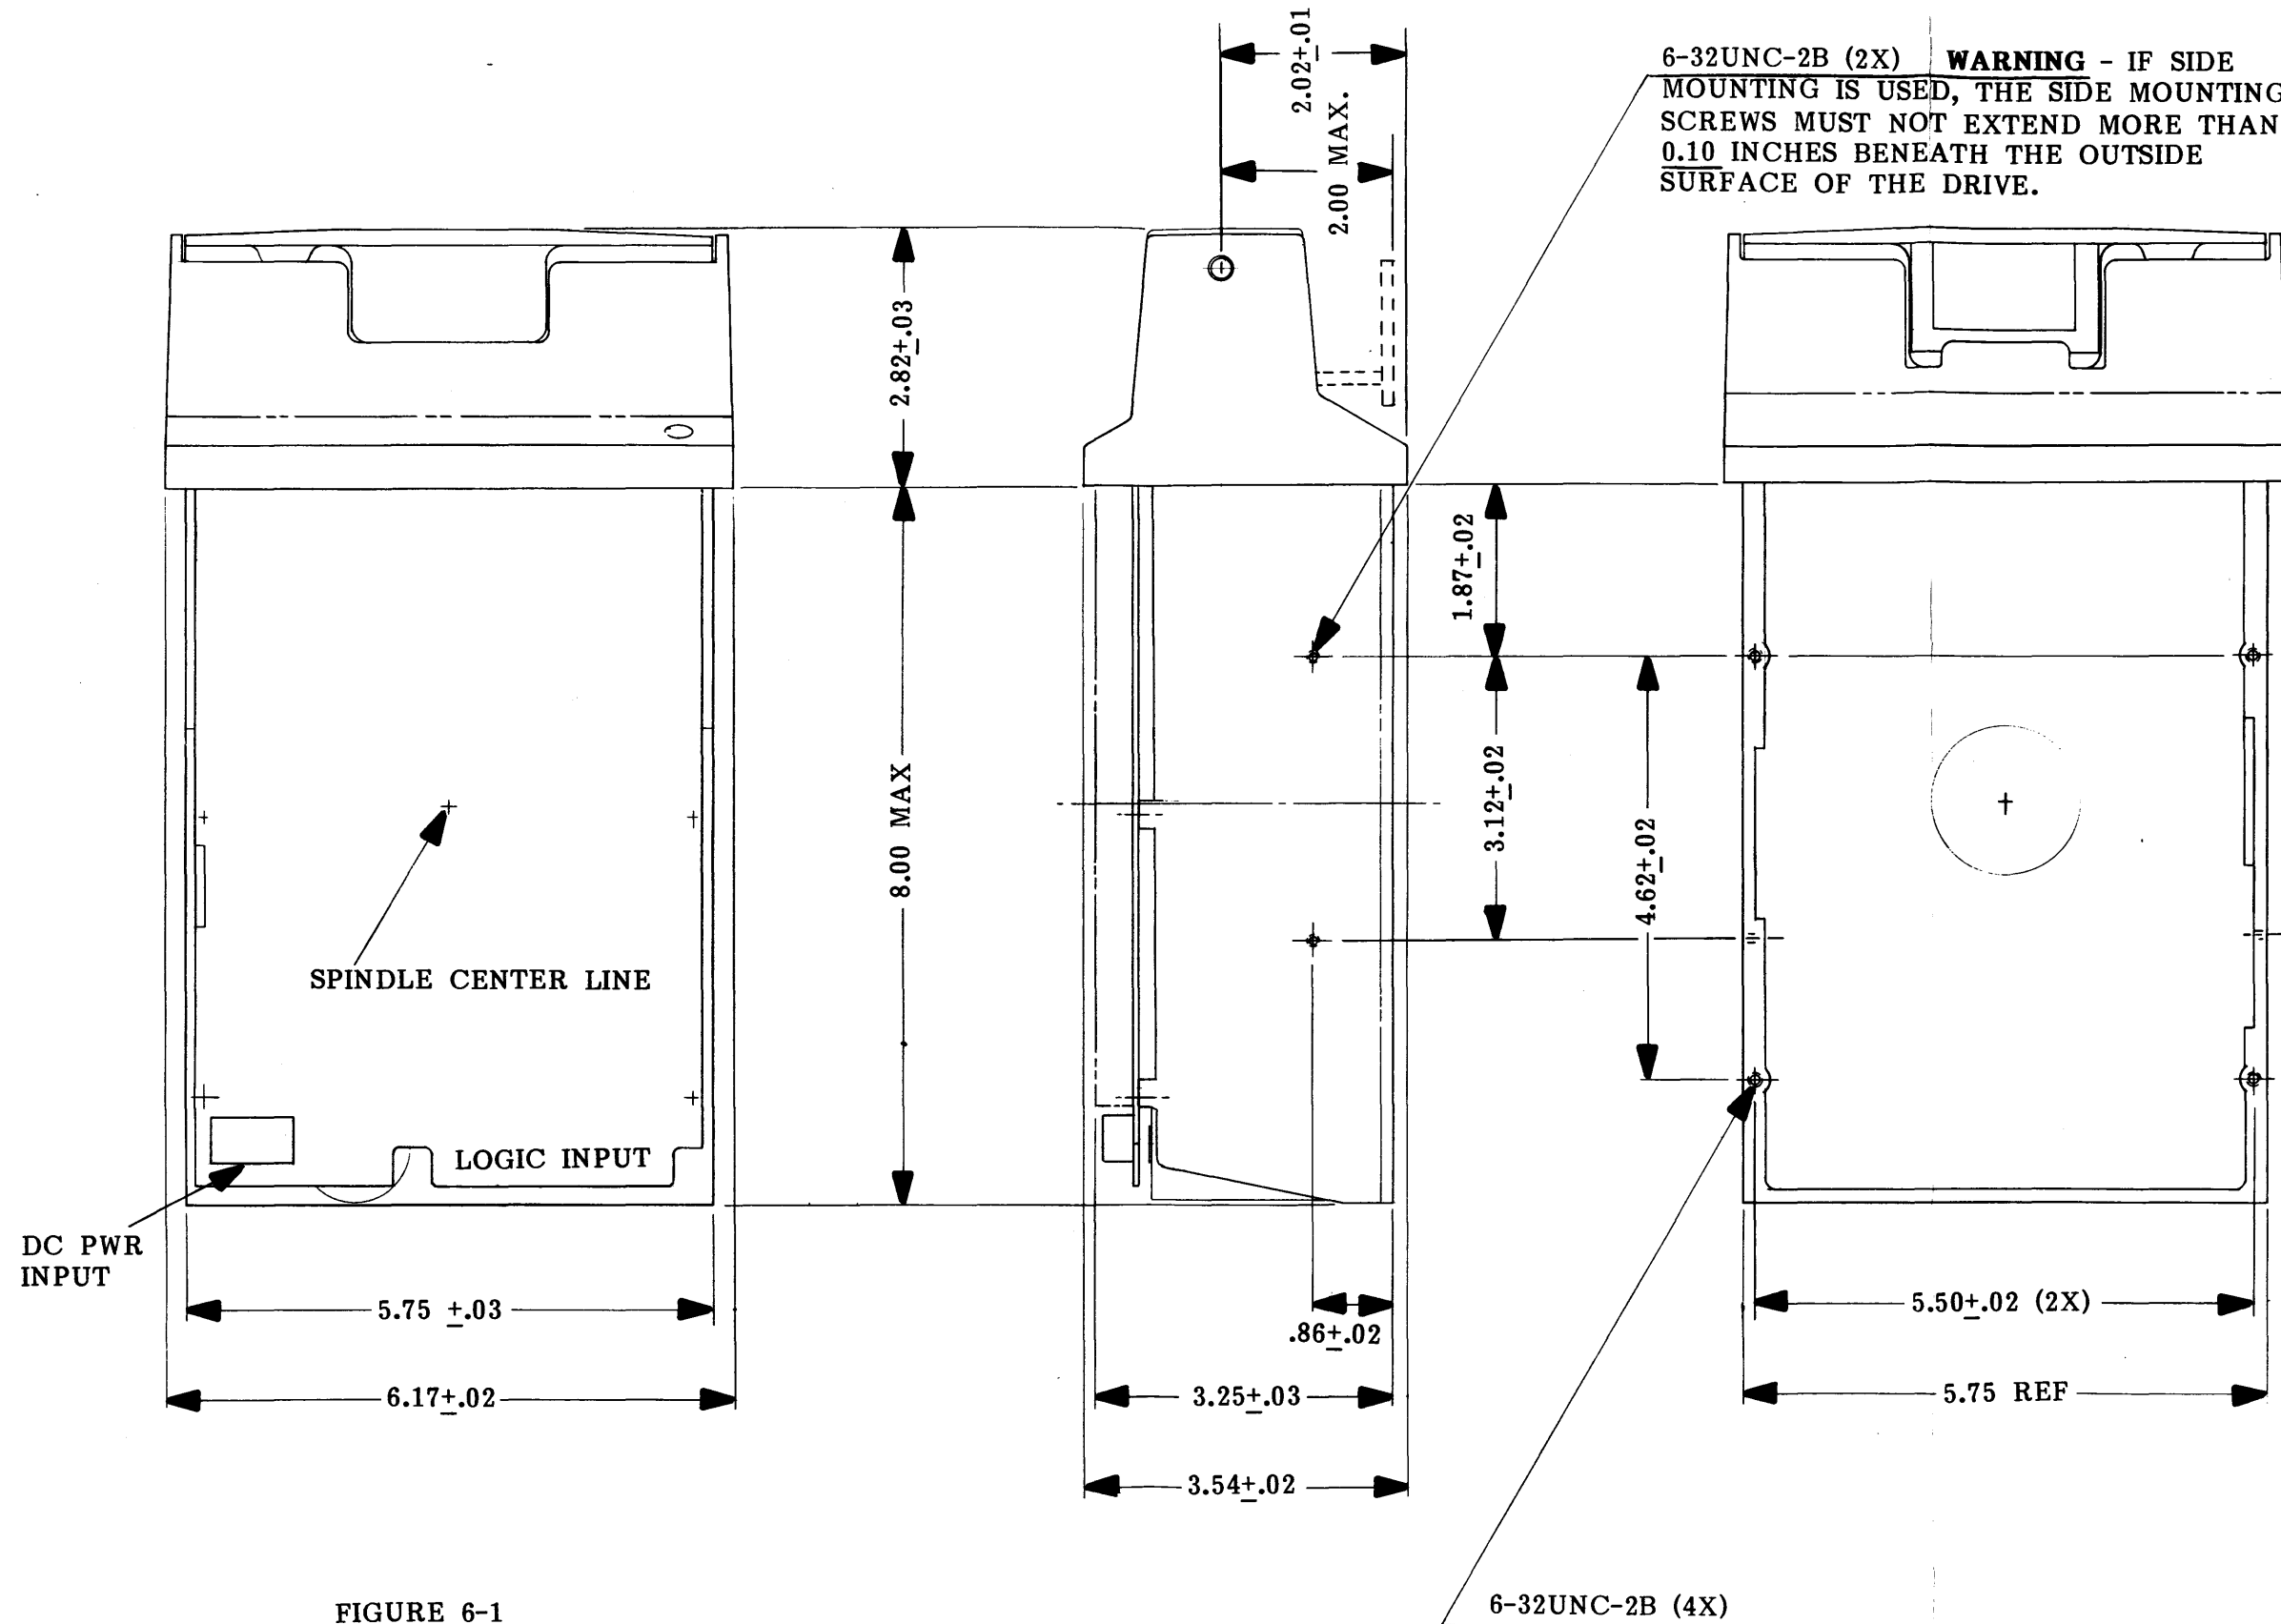 2.02±.01
2.00 MAX.
6-32UNC-2B (2X) WARNING - IF SIDE
MOUNTING IS USED, THE SIDE MOUNTING
SCREWS MUST NOT EXTEND MORE THAN
0.10 INCHES BENEATH THE OUTSIDE
SURFACE OF THE DRIVE.
2.82±.03
8.00 MAX
1.87±.02
3.12±.02
4.62±.02
SPINDLE CENTER LINE
LOGIC INPUT
DC PWR
INPUT
5.75 ±.03
6.17±.02
.86±.02
3.25±.03
3.54±.02
5.50±.02 (2X)
5.75 REF
FIGURE 6-1
6-32UNC-2B (4X)